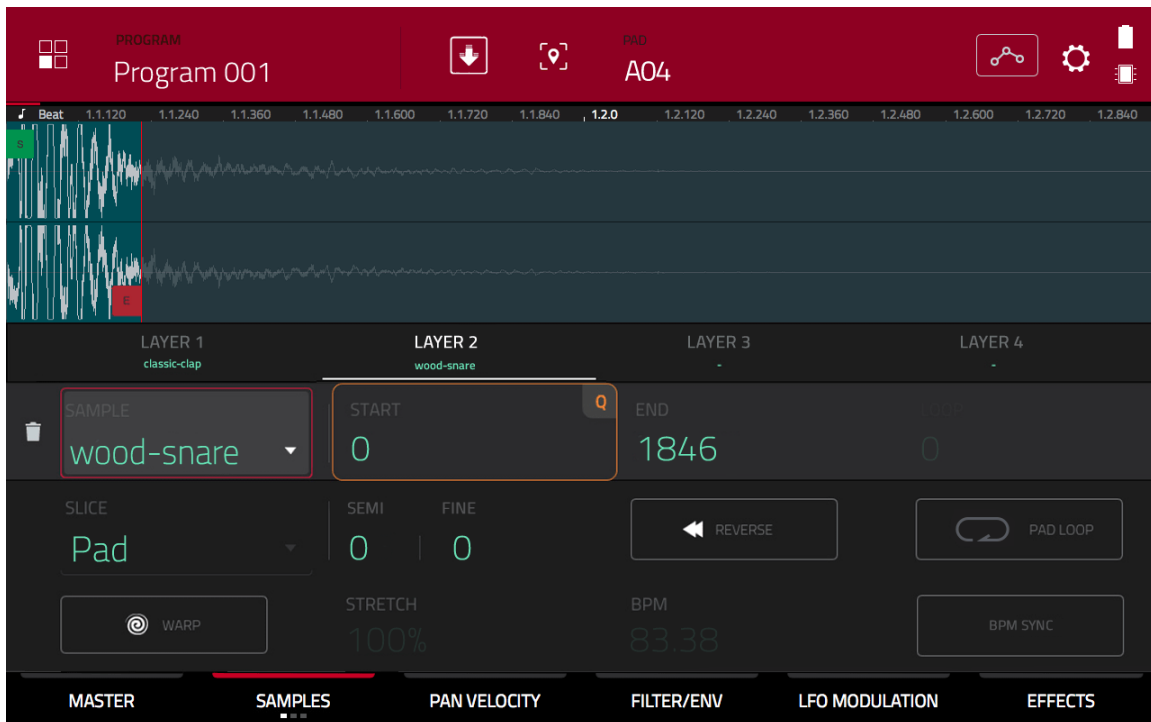 PROGRAM PAD
Program 001 A04
Beat 1.1.120 1.1.240 1.1.360 1.1.480 1.1.600 1.1.720 1.1.840 1.2.0 1.2.120 1.2.240 1.2.360 1.2.480 1.2.600 1.2.720 1.2.840
S
E
LAYER 1 LAYER 2 LAYER 3 LAYER 4
classic-clap wood-snare - -
SAMPLE START Q END LOOP
wood-snare 0 1846 0
SLICE SEMI FINE
Pad 0 0 REVERSE PAD LOOP
STRETCH BPM
WARP 100% 83.38 BPM SYNC
MASTER SAMPLES PAN VELOCITY FILTER/ENV LFO MODULATION EFFECTS